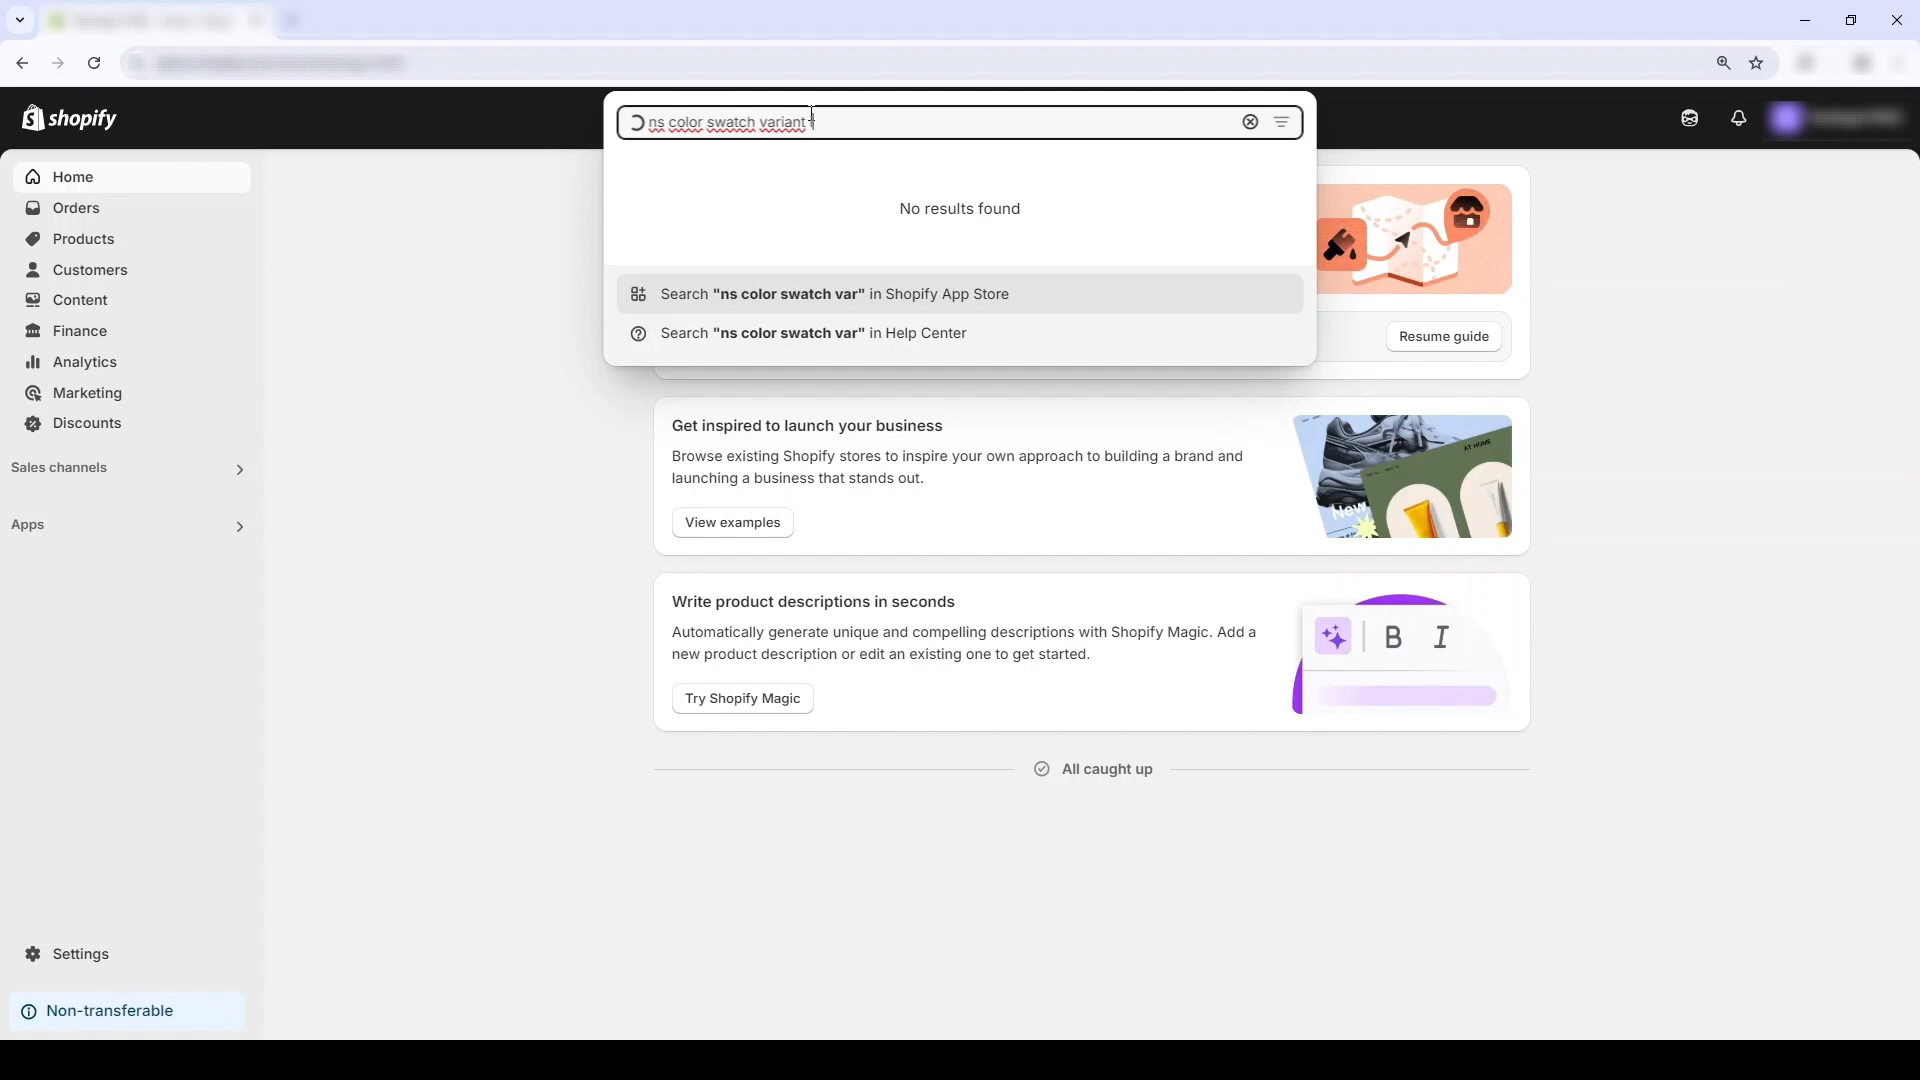 shopify
ns color swatch variant
No results found
Search "ns color swatch var" in Shopify App Store
Search "ns color swatch var" in Help Center
Home
Orders
Products
Customers
Content
Finance
Analytics
Marketing
Discounts
Sales channels
Apps
Settings
Non-transferable
Resume guide
Get inspired to launch your business
Browse existing Shopify stores to inspire your own approach to building a brand and
launching a business that stands out.
View examples
AT HOME
New
Write product descriptions in seconds
Automatically generate unique and compelling descriptions with Shopify Magic. Add a
new product description or edit an existing one to get started.
Try Shopify Magic
B I
All caught up